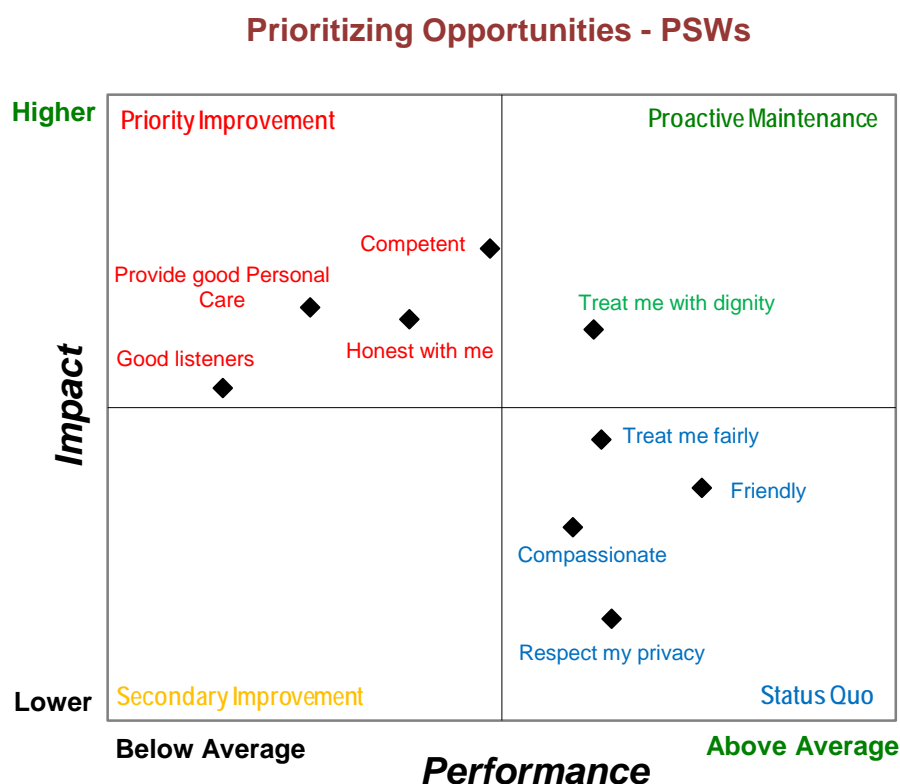 Prioritizing Opportunities - PSWs
Higher
Priority Improvement
Proactive Maintenance
Competent
Provide good Personal
Care
Treat me with dignity
Honest with me
Good listeners
Impact
Treat me fairly
Friendly
Compassionate
Respect my privacy
Lower
Secondary Improvement
Status Quo
Below Average
Above Average
Performance